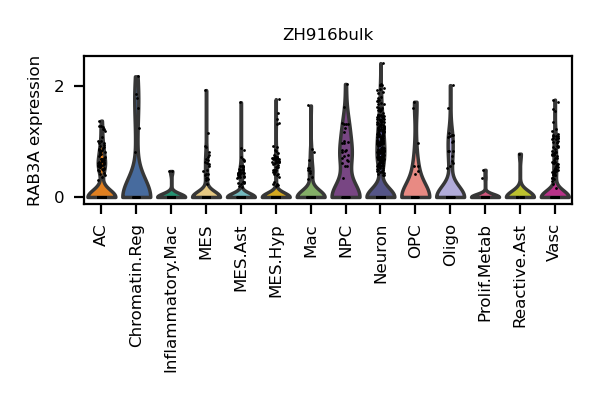 ZH916bulk
RAB3A expression
2
0
AC
Chromatin.Reg
Inflammatory.Mac
MES
MES.Ast
MES.Hyp
Mac
NPC
Neuron
OPC
Oligo
Prolif.Metab
Reactive.Ast
Vasc